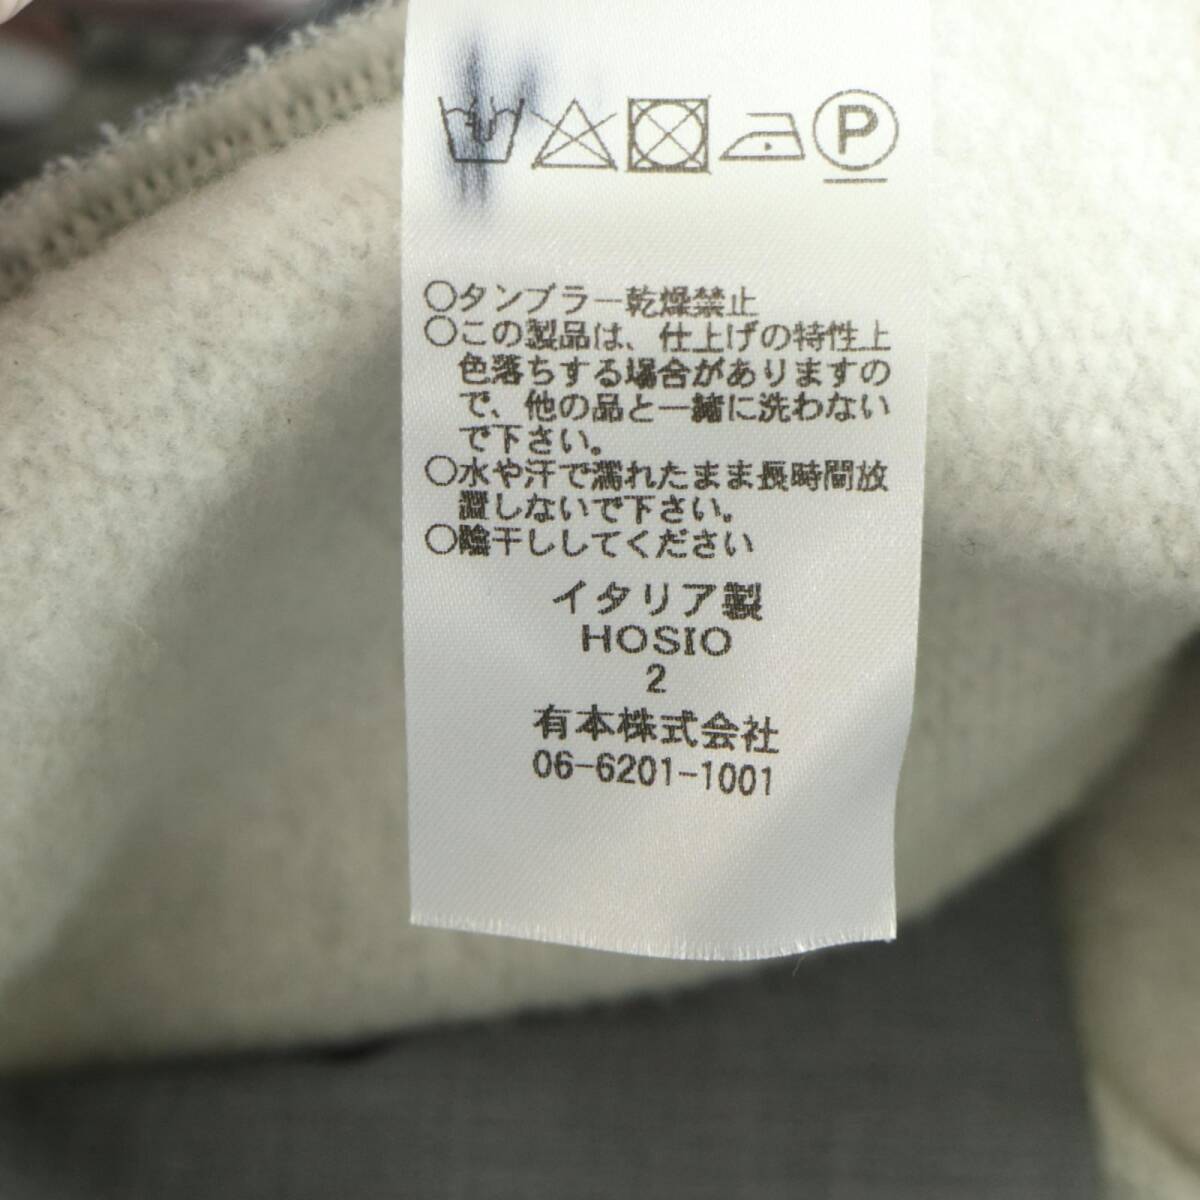 P
○タンブラー乾燥禁止
○この製品は、仕上げの特性上
色落ちする場合がありますの
で、他の品と一緒に洗わない
で下さい。
○水や汗で濡れたまま長時間放
置しないで下さい。
○陰干ししてください
イタリア製
HOSIO
2
有本株式会社
06-6201-1001